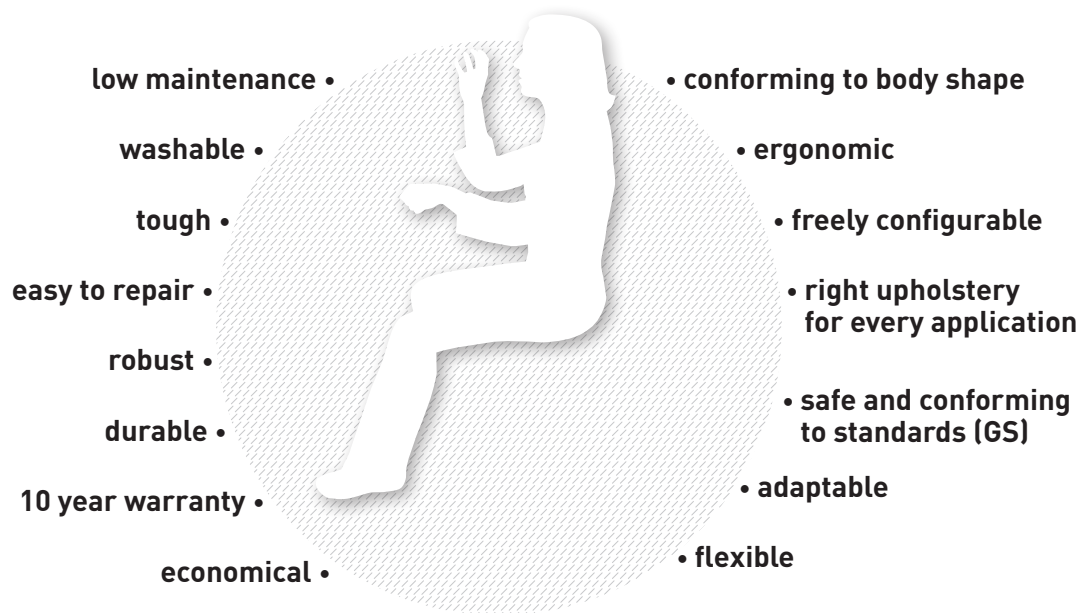 low maintenance •
washable •
tough •
easy to repair •
robust •
durable •
10 year warranty •
economical •
• conforming to body shape
• ergonomic
• freely configurable
• right upholstery
for every application
• safe and conforming
to standards (GS)
• adaptable
• flexible